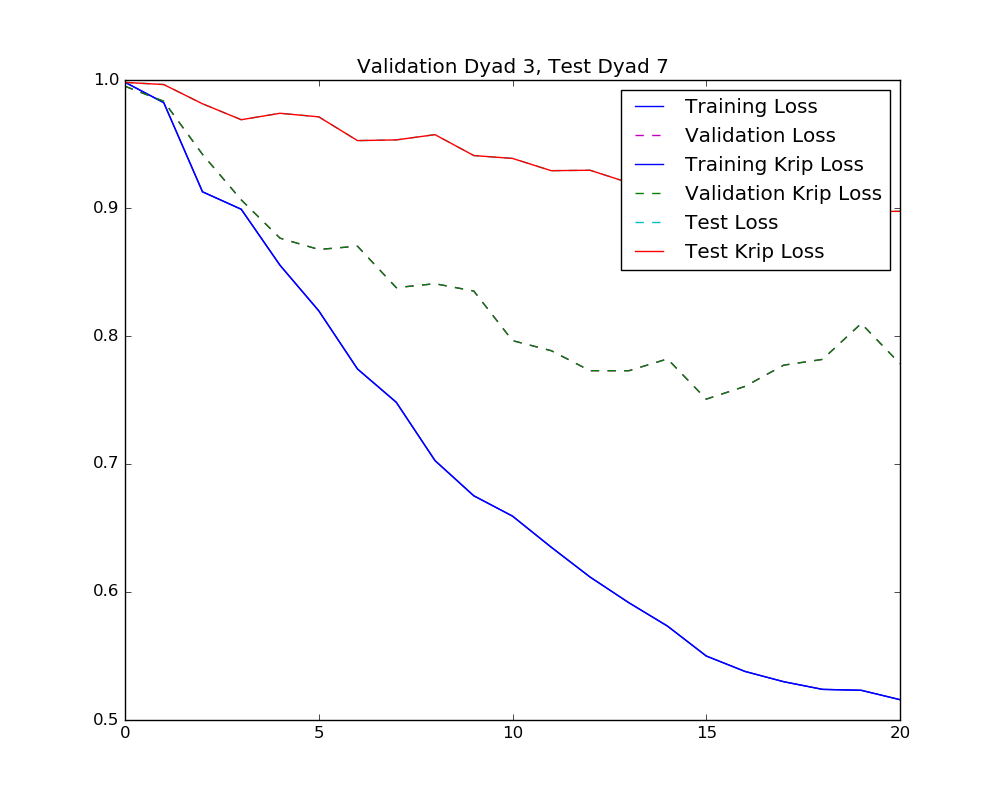 Validation Dyad 3, Test Dyad 7
1.0
0.9
0.8
0.7
0.6
0.5
0 5 10 15 20
Training Loss
Validation Loss
Training Krip Loss
Validation Krip Loss
Test Loss
Test Krip Loss